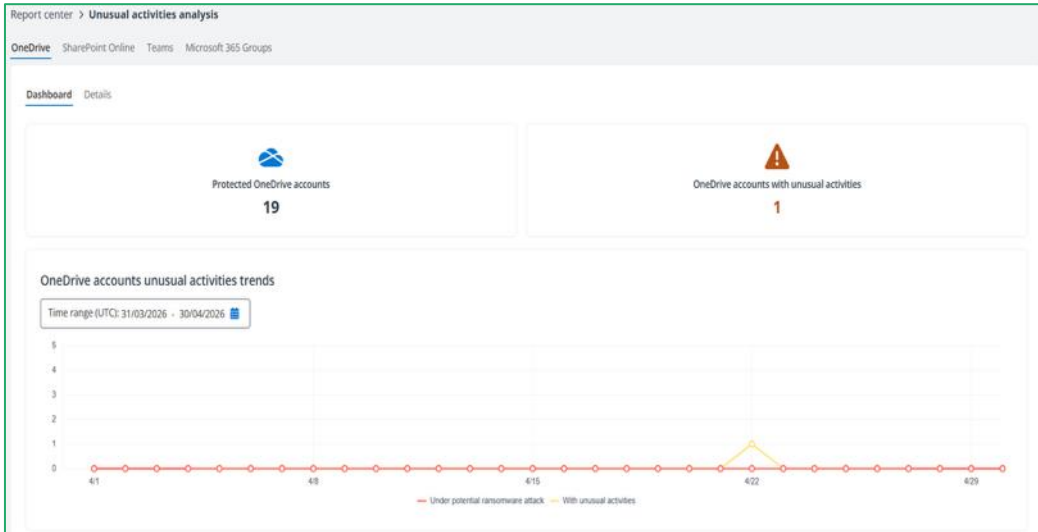 Report center > Unusual activities analysis
OneDrive SharePoint Online Teams Microsoft 365 Groups
Dashboard Details
Protected OneDrive accounts
19
OneDrive accounts with unusual activities
1
OneDrive accounts unusual activities trends
Time range (UTC): 31/03/2026 - 30/04/2026
5
4
3
2
1
0
4/1 4/8 4/15 4/22 4/29
Under potential ransomware attack With unusual activities